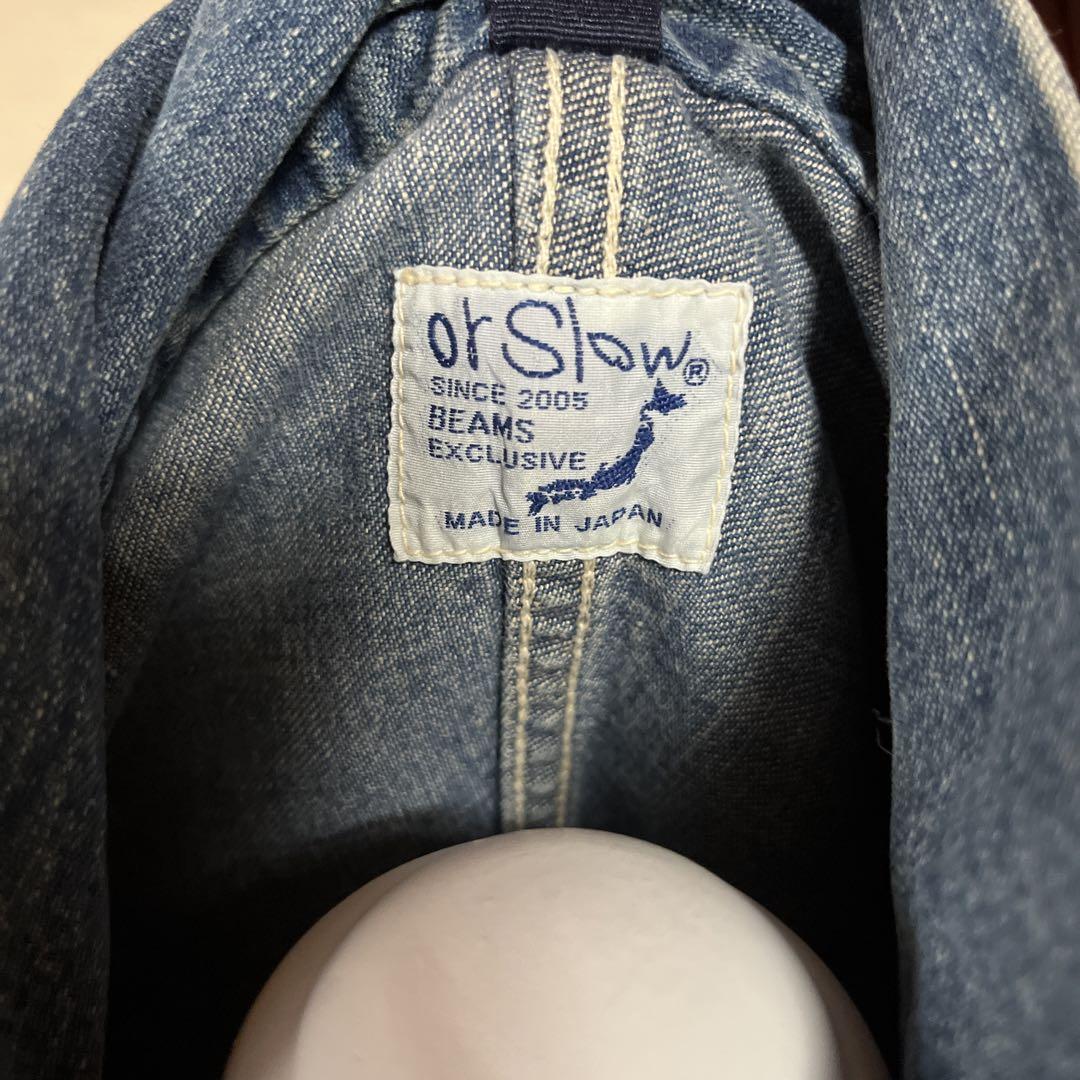 orSlow®
SINCE 2005
BEAMS
EXCLUSIVE
MADE IN JAPAN